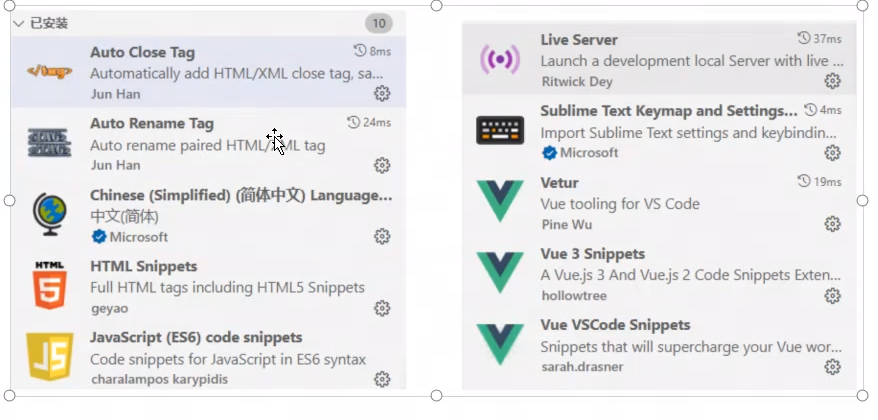 已安装
10
Auto Close Tag
8ms
Automatically add HTML/XML close tag, sa...
Jun Han
Auto Rename Tag
24ms
Auto rename paired HTML/XML tag
Jun Han
Chinese (Simplified) (简体中文) Language...
中文(简体)
Microsoft
HTML
5
HTML Snippets
Full HTML tags including HTML5 Snippets
geyao
JS
JavaScript (ES6) code snippets
Code snippets for JavaScript in ES6 syntax
charalampos karypidis
Live Server
37ms
Launch a development local Server with live ...
Ritwick Dey
Sublime Text Keymap and Settings...
4ms
Import Sublime Text settings and keybindin...
Microsoft
Vetur
19ms
Vue tooling for VS Code
Pine Wu
Vue 3 Snippets
A Vue.js 3 And Vue.js 2 Code Snippets Exten...
hollowtree
Vue VSCode Snippets
Snippets that will supercharge your Vue wor...
sarah.drasner